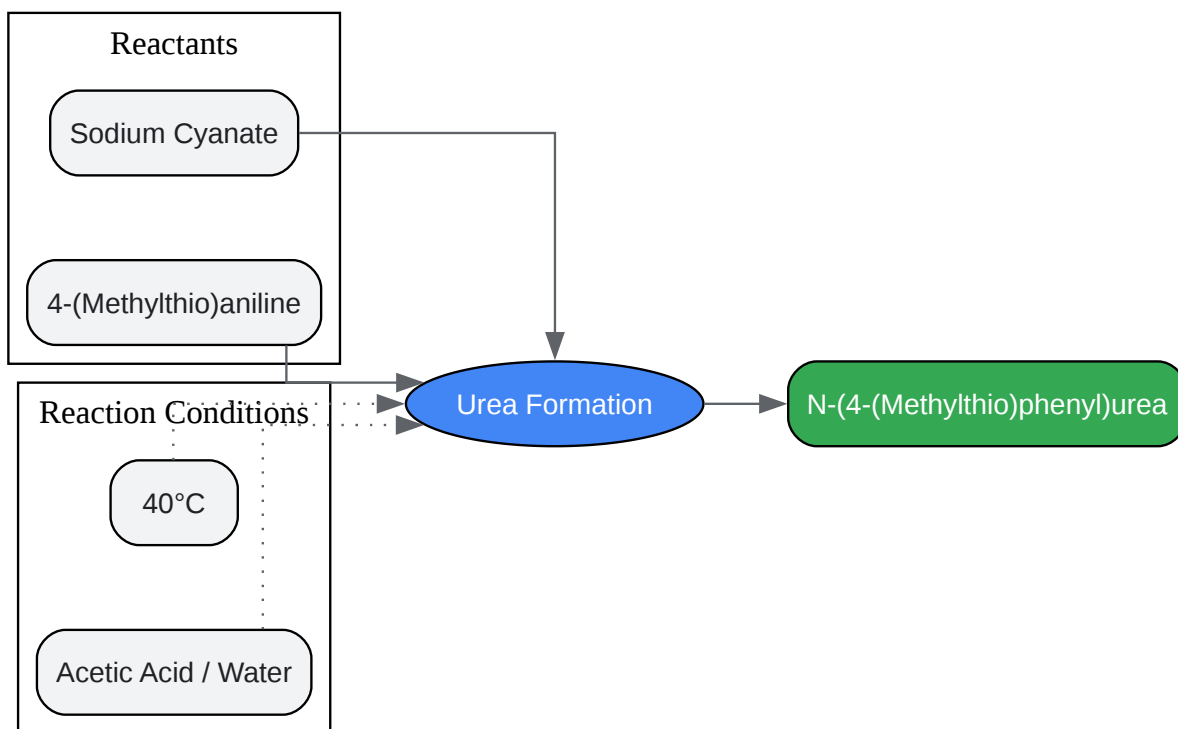 Reactants
Sodium Cyanate
4-(Methylthio)aniline
Reaction Conditions
40°C
Acetic Acid / Water
Urea Formation
N-(4-(Methylthio)phenyl)urea